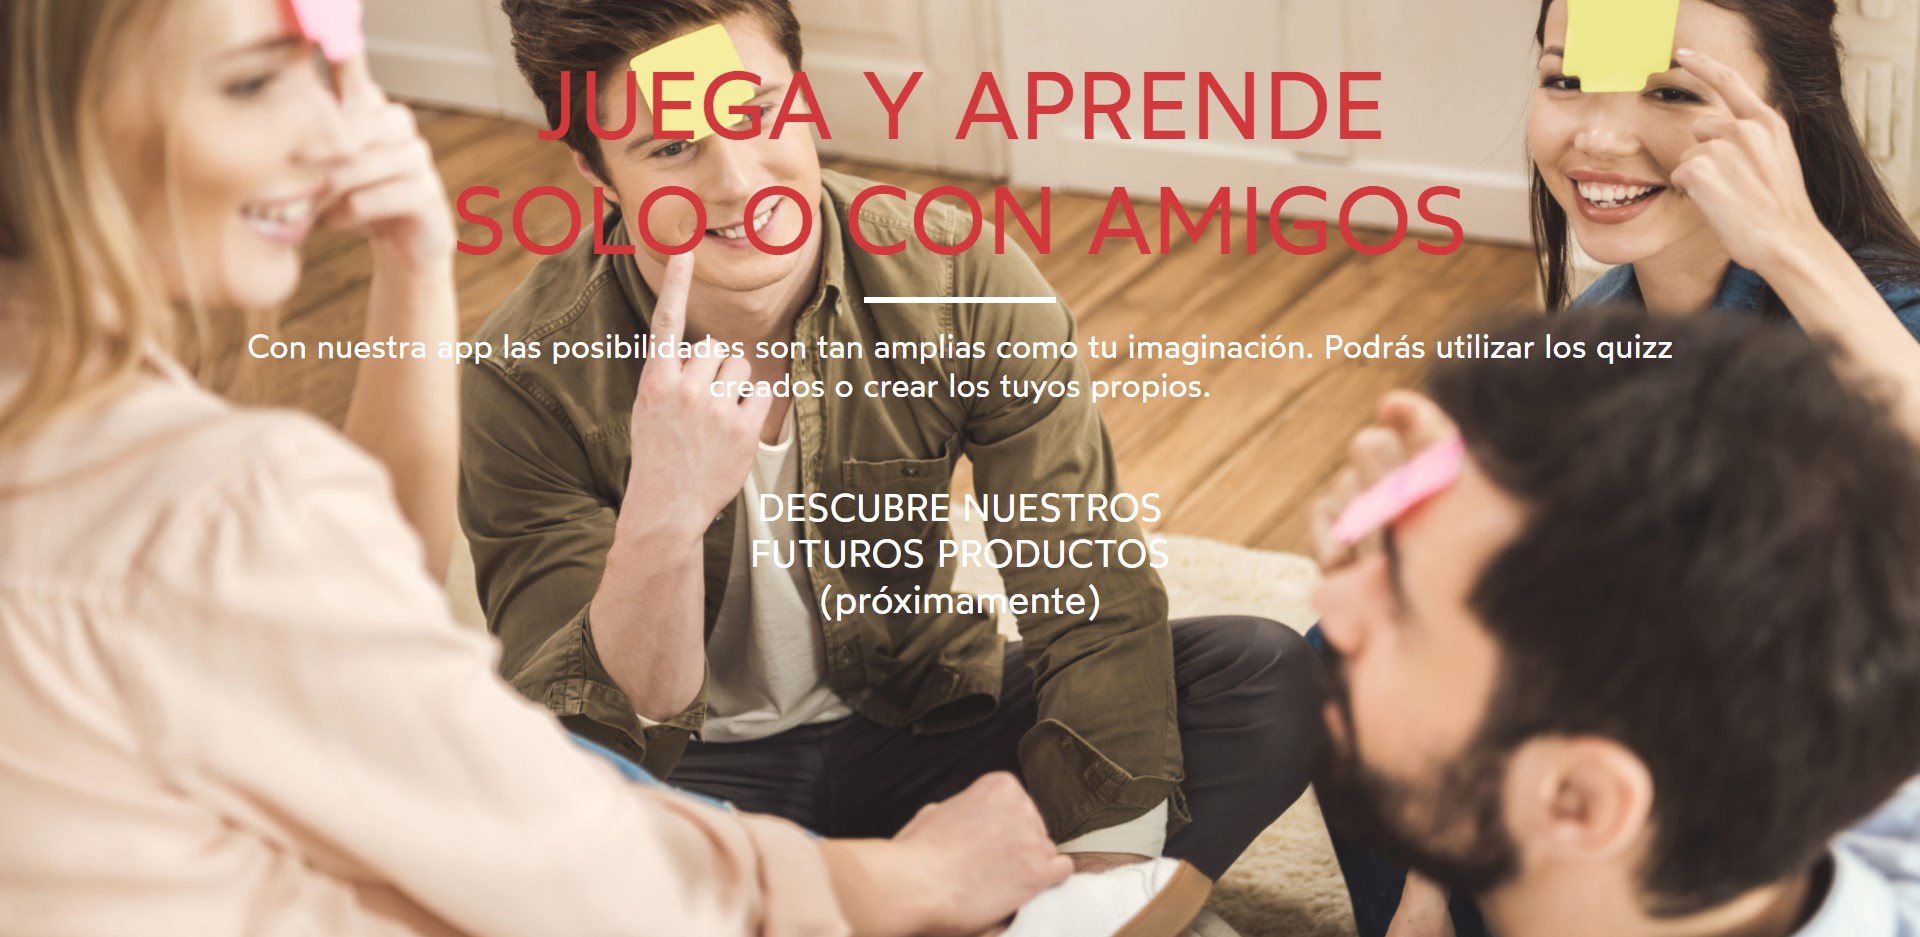 JUEGA Y APRENDE
SOLO O CON AMIGOS
Con nuestra app las posibilidades son tan amplias como tu imaginación. Podrás utilizar los quizz
creados o crear los tuyos propios.
DESCUBRE NUESTROS
FUTUROS PRODUCTOS
(próximamente)